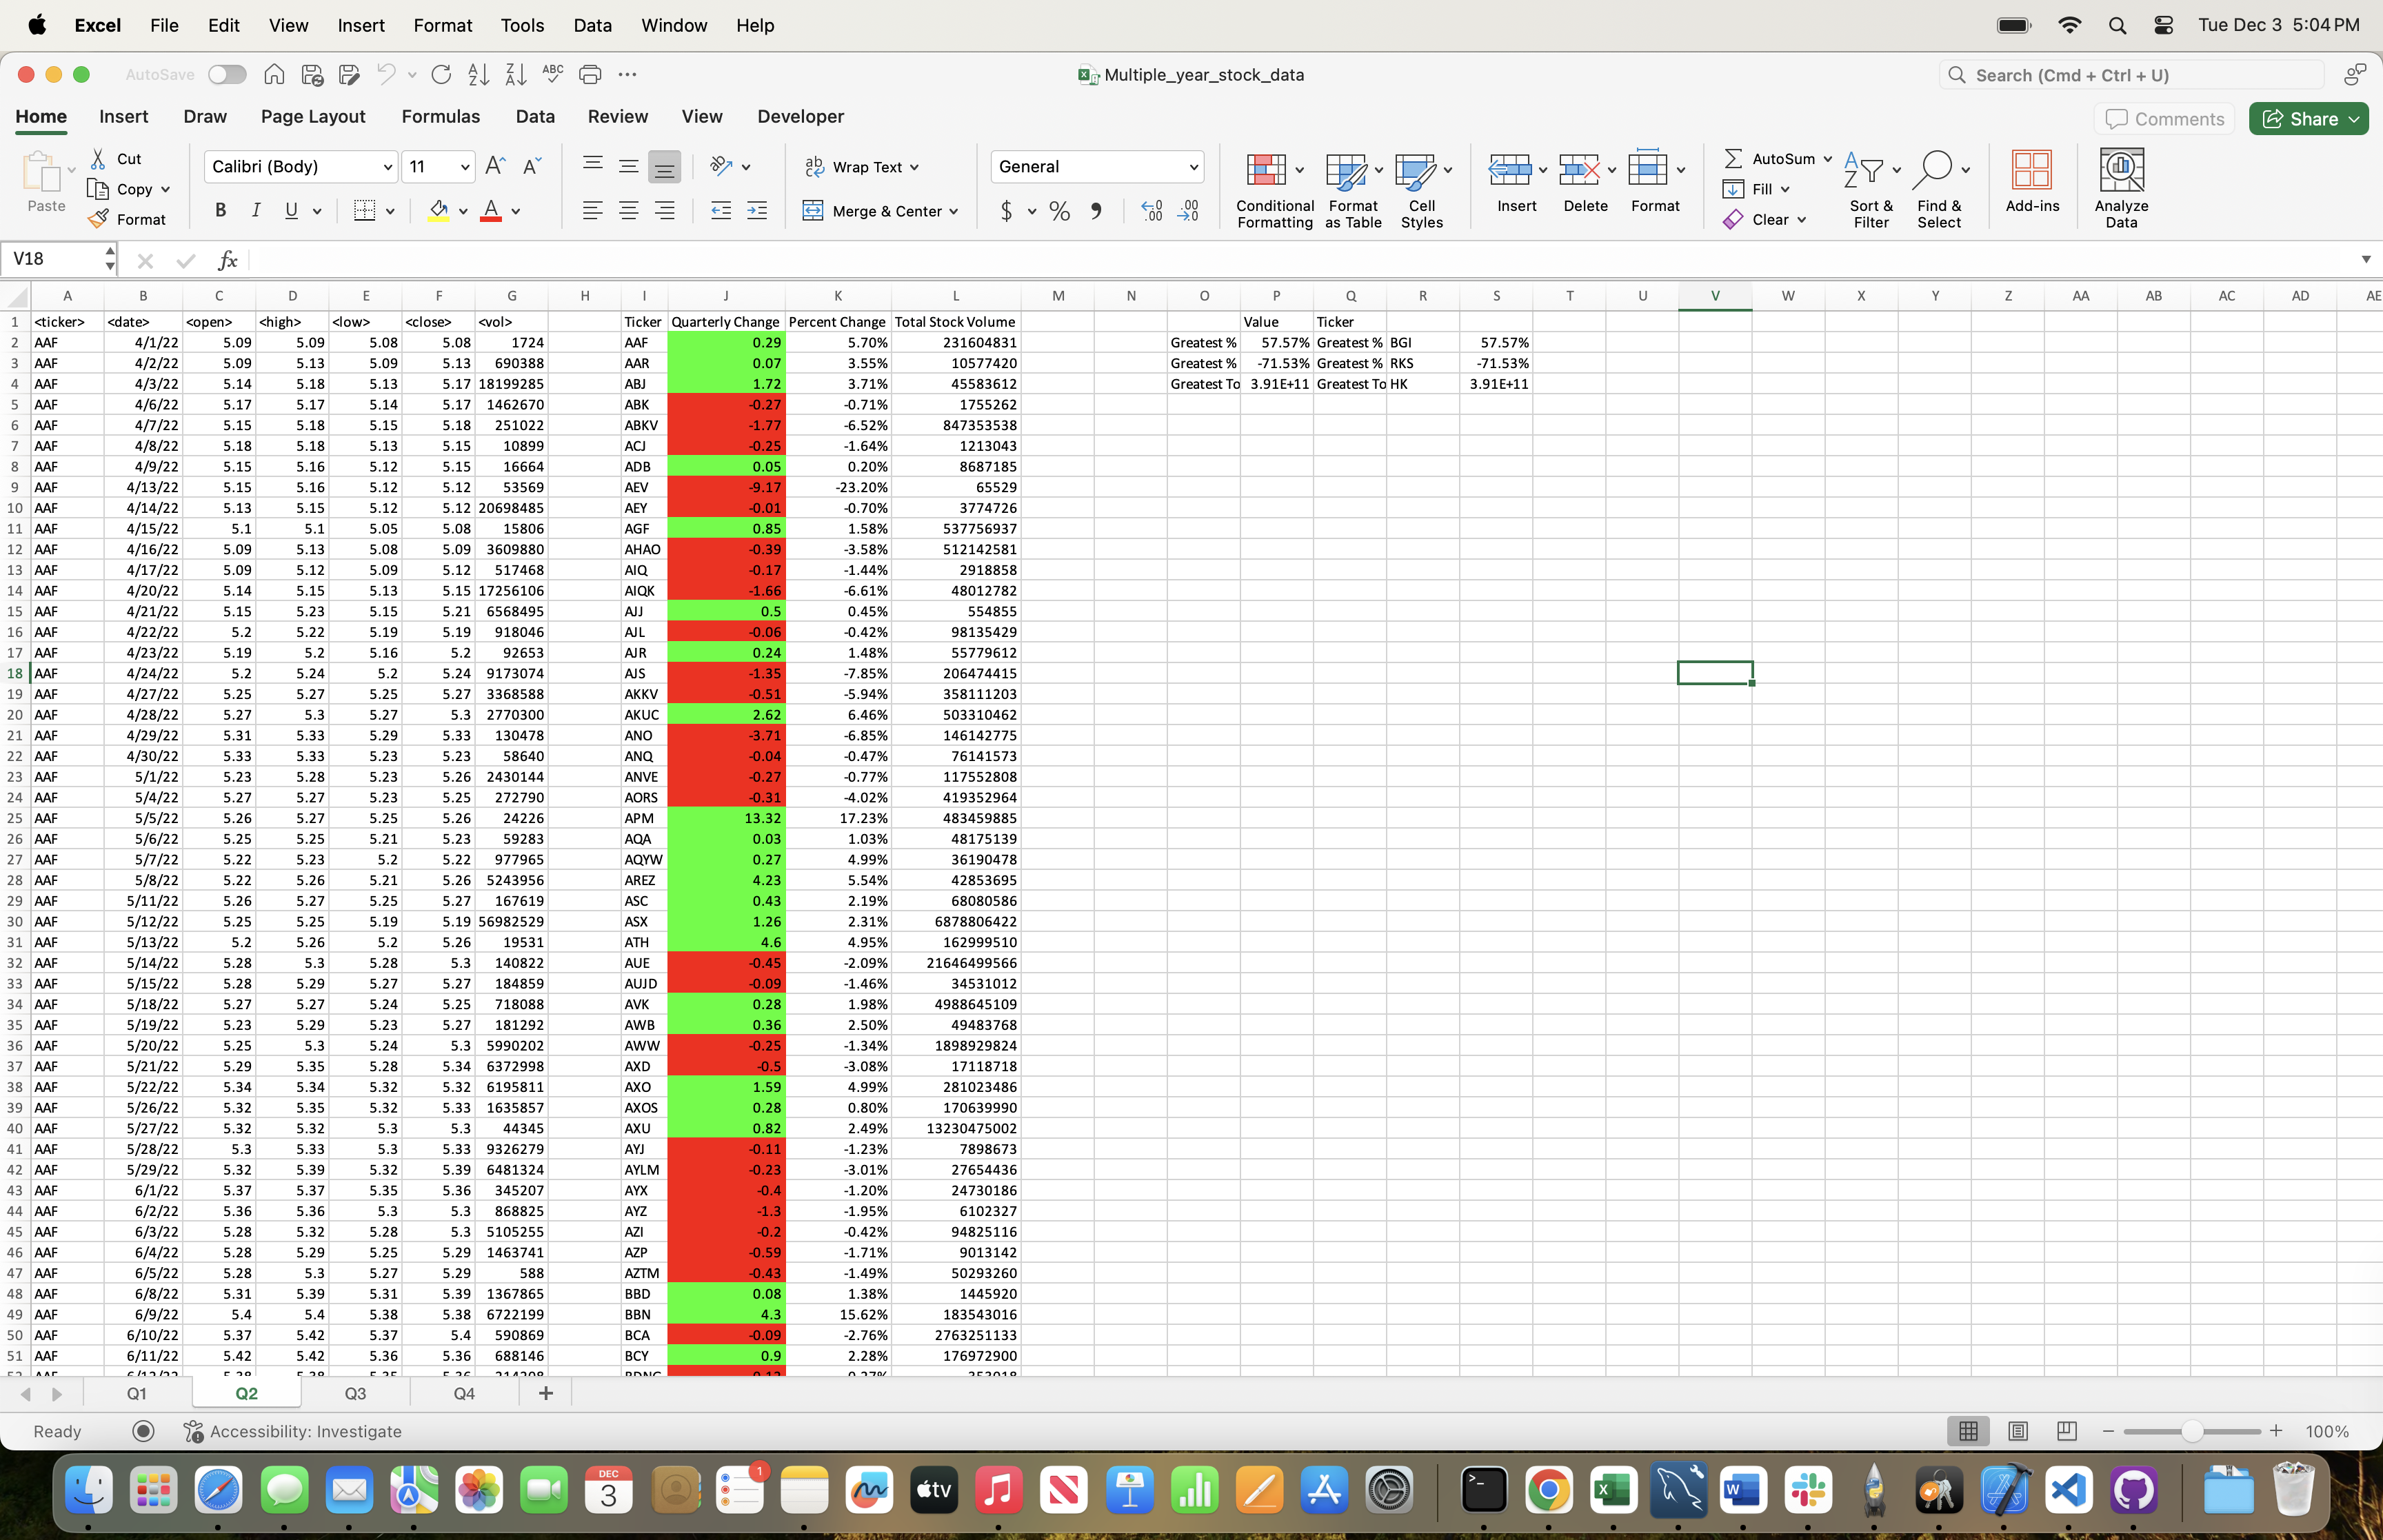 Excel File Edit View Insert Format Tools Data Window Help Tue Dec 3 5:04 PM
AutoSave ABC Multiple_year_stock_data Search (Cmd + Ctrl + U)
Home Insert Draw Page Layout Formulas Data Review View Developer Comments Share
Paste Cut Copy Format Calibri (Body) 11 Wrap Text Merge & Center General Conditional Formatting Format as Table Cell Styles Insert Delete Format AutoSum Fill Clear Sort & Filter Find & Select Add-ins Analyze Data
V18 fx
A B C D E F G H I J K L M N O P Q R S T U V W X Y Z AA AB AC AD AE
1 <ticker> <date> <open> <high> <low> <close> <vol> Ticker Quarterly Change Percent Change Total Stock Volume Value Ticker
2 AAF 4/1/22 5.09 5.09 5.08 5.08 1724 AAF 0.29 5.70% 231604831 Greatest % 57.57% Greatest % BGI 57.57%
3 AAF 4/2/22 5.09 5.13 5.09 5.13 690388 AAR 0.07 3.55% 10577420 Greatest % -71.53% Greatest % RKS -71.53%
4 AAF 4/3/22 5.14 5.18 5.13 5.17 18199285 ABJ 1.72 3.71% 45583612 Greatest To 3.91E+11 Greatest To HK 3.91E+11
5 AAF 4/6/22 5.17 5.17 5.14 5.17 1462670 ABK -0.27 -0.71% 1755262
6 AAF 4/7/22 5.15 5.18 5.15 5.18 251022 ABKV -1.77 -6.52% 847353538
7 AAF 4/8/22 5.18 5.18 5.13 5.15 10899 ACJ -0.25 -1.64% 1213043
8 AAF 4/9/22 5.15 5.16 5.12 5.15 16664 ADB 0.05 0.20% 8687185
9 AAF 4/13/22 5.15 5.16 5.12 5.12 53569 AEV -9.17 -23.20% 65529
10 AAF 4/14/22 5.13 5.15 5.12 5.12 20698485 AEY -0.01 -0.70% 3774726
11 AAF 4/15/22 5.1 5.1 5.05 5.08 15806 AGF 0.85 1.58% 537756937
12 AAF 4/16/22 5.09 5.13 5.08 5.09 3609880 AHAO -0.39 -3.58% 512142581
13 AAF 4/17/22 5.09 5.12 5.09 5.12 517468 AIQ -0.17 -1.44% 2918858
14 AAF 4/20/22 5.14 5.15 5.13 5.15 17256106 AIQK -1.66 -6.61% 48012782
15 AAF 4/21/22 5.15 5.23 5.15 5.21 6568495 AJJ 0.5 0.45% 554855
16 AAF 4/22/22 5.2 5.22 5.19 5.19 918046 AJL -0.06 -0.42% 98135429
17 AAF 4/23/22 5.19 5.2 5.16 5.2 92653 AJR 0.24 1.48% 55779612
18 AAF 4/24/22 5.2 5.24 5.2 5.24 9173074 AJS -1.35 -7.85% 206474415
19 AAF 4/27/22 5.25 5.27 5.25 5.27 3368588 AKKV -0.51 -5.94% 358111203
20 AAF 4/28/22 5.27 5.3 5.27 5.3 2770300 AKUC 2.62 6.46% 503310462
21 AAF 4/29/22 5.31 5.33 5.29 5.33 130478 ANO -3.71 -6.85% 146142775
22 AAF 4/30/22 5.33 5.33 5.23 5.23 58640 ANQ -0.04 -0.47% 76141573
23 AAF 5/1/22 5.23 5.28 5.23 5.26 2430144 ANVE -0.27 -0.77% 117552808
24 AAF 5/4/22 5.27 5.27 5.23 5.25 272790 AORS -0.31 -4.02% 419352964
25 AAF 5/5/22 5.26 5.27 5.25 5.26 24226 APM 13.32 17.23% 483459885
26 AAF 5/6/22 5.25 5.25 5.21 5.23 59283 AQA 0.03 1.03% 48175139
27 AAF 5/7/22 5.22 5.23 5.2 5.22 977965 AQYW 0.27 4.99% 36190478
28 AAF 5/8/22 5.22 5.26 5.21 5.26 5243956 AREZ 4.23 5.54% 42853695
29 AAF 5/11/22 5.26 5.27 5.25 5.27 167619 ASC 0.43 2.19% 68080586
30 AAF 5/12/22 5.25 5.25 5.19 5.19 56982529 ASX 1.26 2.31% 6878806422
31 AAF 5/13/22 5.2 5.26 5.2 5.26 19531 ATH 4.6 4.95% 162999510
32 AAF 5/14/22 5.28 5.3 5.28 5.3 140822 AUE -0.45 -2.09% 21646499566
33 AAF 5/15/22 5.28 5.29 5.27 5.27 184859 AUJD -0.09 -1.46% 34531012
34 AAF 5/18/22 5.27 5.27 5.24 5.25 718088 AVK 0.28 1.98% 4988645109
35 AAF 5/19/22 5.23 5.29 5.23 5.27 181292 AWB 0.36 2.50% 49483768
36 AAF 5/20/22 5.25 5.3 5.24 5.3 5990202 AWW -0.25 -1.34% 1898929824
37 AAF 5/21/22 5.29 5.35 5.28 5.34 6372998 AXD -0.5 -3.08% 17118718
38 AAF 5/22/22 5.34 5.34 5.32 5.32 6195811 AXO 1.59 4.99% 281023486
39 AAF 5/26/22 5.32 5.35 5.32 5.33 1635857 AXOS 0.28 0.80% 170639990
40 AAF 5/27/22 5.32 5.32 5.3 5.3 44345 AXU 0.82 2.49% 13230475002
41 AAF 5/28/22 5.3 5.33 5.3 5.33 9326279 AYJ -0.11 -1.23% 7898673
42 AAF 5/29/22 5.32 5.39 5.32 5.39 6481324 AYLM -0.23 -3.01% 27654436
43 AAF 6/1/22 5.37 5.37 5.35 5.36 345207 AYX -0.4 -1.20% 24730186
44 AAF 6/2/22 5.36 5.36 5.3 5.3 868825 AYZ -1.3 -1.95% 6102327
45 AAF 6/3/22 5.28 5.32 5.28 5.3 5105255 AZI -0.2 -0.42% 94825116
46 AAF 6/4/22 5.28 5.29 5.25 5.29 1463741 AZP -0.59 -1.71% 9013142
47 AAF 6/5/22 5.28 5.3 5.27 5.29 588 AZTM -0.43 -1.49% 50293260
48 AAF 6/8/22 5.31 5.39 5.31 5.39 1367865 BBD 0.08 1.38% 1445920
49 AAF 6/9/22 5.4 5.4 5.38 5.38 6722199 BBN 4.3 15.62% 183543016
50 AAF 6/10/22 5.37 5.42 5.37 5.4 590869 BCA -0.09 -2.76% 2763251133
51 AAF 6/11/22 5.42 5.42 5.36 5.36 688146 BCY 0.9 2.28% 176972900
Q1 Q2 Q3 Q4 +
Ready Accessibility: Investigate 100%
DEC 3 1 tv